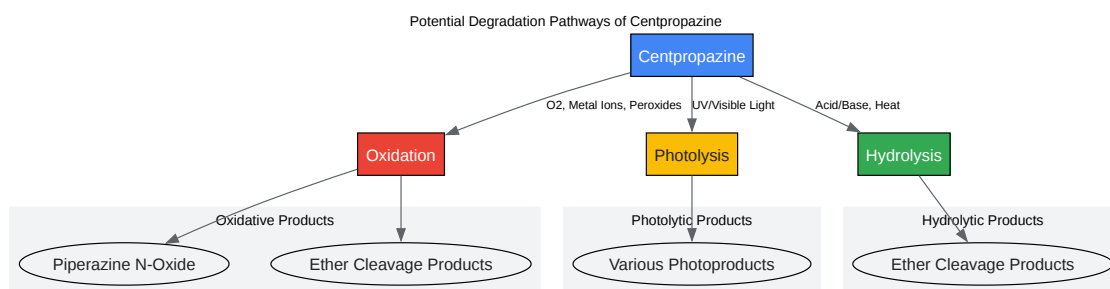 Potential Degradation Pathways of Centpropazine
Centpropazine
O2, Metal Ions, Peroxides
UV/Visible Light
Acid/Base, Heat
Oxidation
Photolysis
Hydrolysis
Oxidative Products
Photolytic Products
Hydrolytic Products
Piperazine N-Oxide
Ether Cleavage Products
Various Photoproducts
Ether Cleavage Products